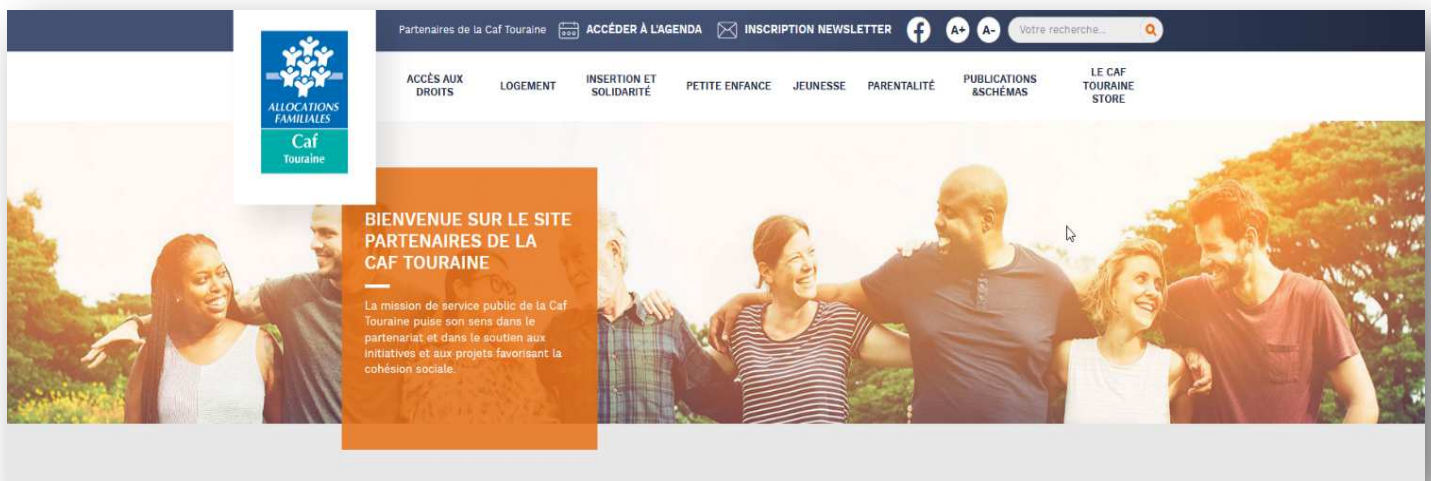 Partenaires de la Caf Touraine ACCÉDER À L'AGENDA INSCRIPTION NEWSLETTER A+ A- Votre recherche...
ALLOCATIONS
FAMILIALES
Caf
Touraine
ACCÈS AUX
DROITS
LOGEMENT
INSERTION ET
SOLIDARITÉ
PETITE ENFANCE
JEUNESSE
PARENTALITÉ
PUBLICATIONS
&SCHÉMAS
LE CAF
TOURAINE
STORE
BIENVENUE SUR LE SITE
PARTENAIRES DE LA
CAF TOURAINE
La mission de service public de la Caf
Touraine puise son sens dans le
partenariat et dans le soutien aux
initiatives et aux projets favorisant la
cohésion sociale.